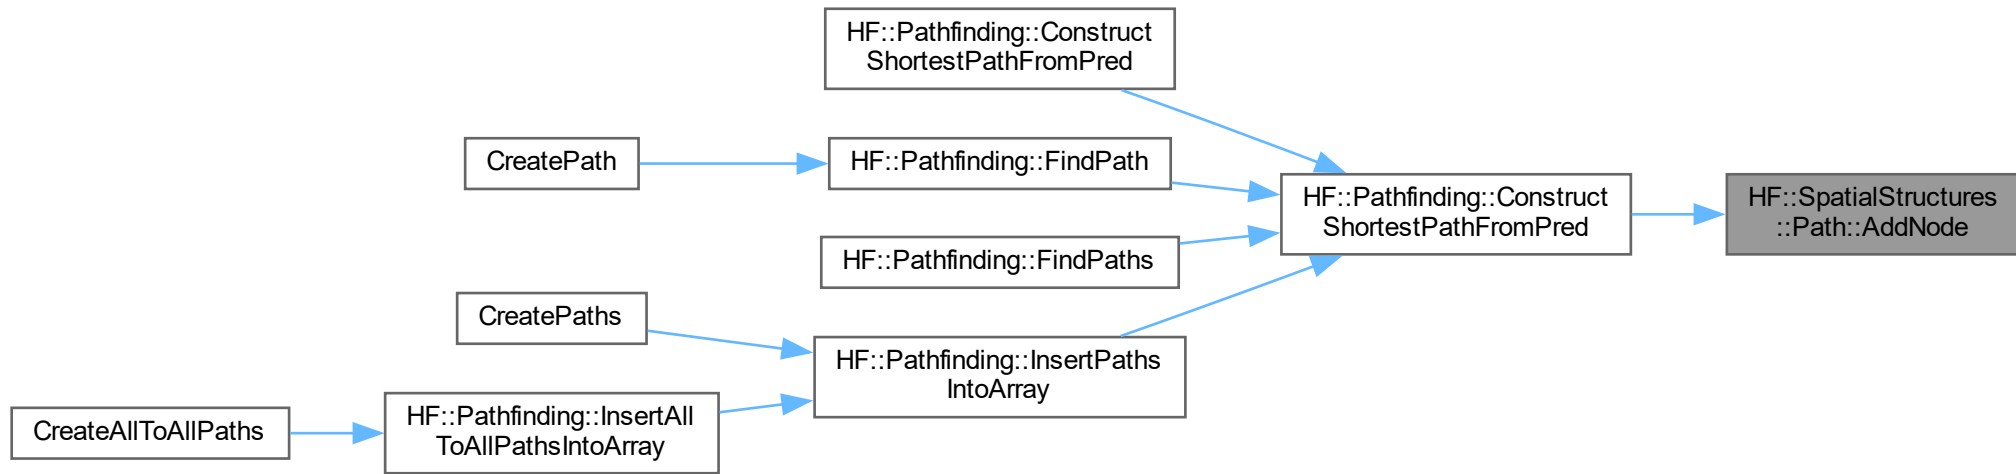 HF::Pathfinding::Construct
ShortestPathFromPred
CreatePath
HF::Pathfinding::FindPath
HF::Pathfinding::Construct
ShortestPathFromPred
HF::SpatialStructures
::Path::AddNode
HF::Pathfinding::FindPaths
CreatePaths
HF::Pathfinding::InsertPaths
IntoArray
CreateAllToAllPaths
HF::Pathfinding::InsertAll
ToAllPathsIntoArray